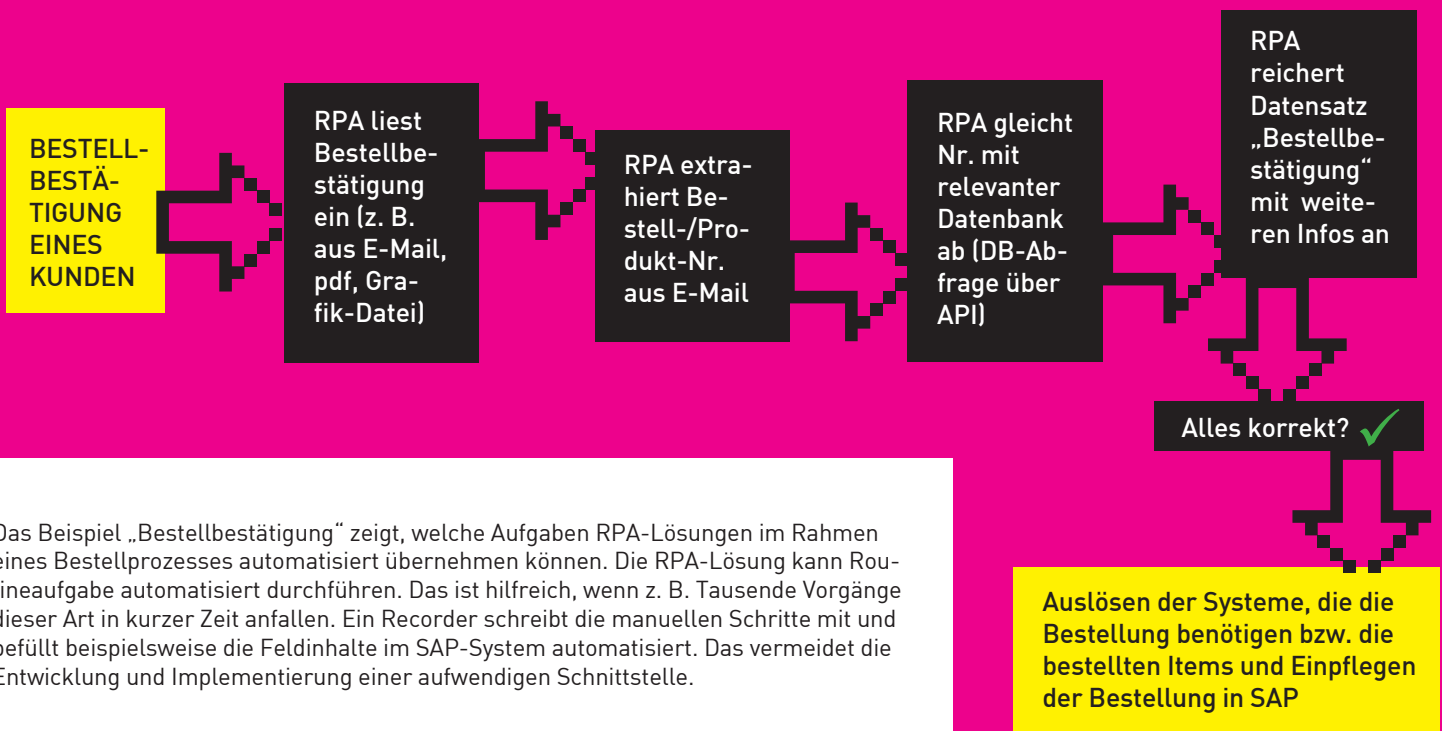 BESTELL-
BESTÄ-
TIGUNG
EINES
KUNDEN
RPA liest
Bestellbe-
stätigung
ein (z. B.
aus E-Mail,
pdf, Gra-
fik-Datei)
RPA extra-
hiert Be-
stell-/Pro-
dukt-Nr.
aus E-Mail
RPA gleicht
Nr. mit
relevanter
Datenbank
ab (DB-Ab-
frage über
API)
RPA
reichert
Datensatz
„Bestellbe-
stätigung“
mit weite-
ren Infos an
Alles korrekt?
Auslösen der Systeme, die die
Bestellung benötigen bzw. die
bestellten Items und Einpflegen
der Bestellung in SAP
Das Beispiel „Bestellbestätigung“ zeigt, welche Aufgaben RPA-Lösungen im Rahmen
eines Bestellprozesses automatisiert übernehmen können. Die RPA-Lösung kann Rou-
tineaufgabe automatisiert durchführen. Das ist hilfreich, wenn z. B. Tausende Vorgänge
dieser Art in kurzer Zeit anfallen. Ein Recorder schreibt die manuellen Schritte mit und
befüllt beispielsweise die Feldinhalte im SAP-System automatisiert. Das vermeidet die
Entwicklung und Implementierung einer aufwendigen Schnittstelle.